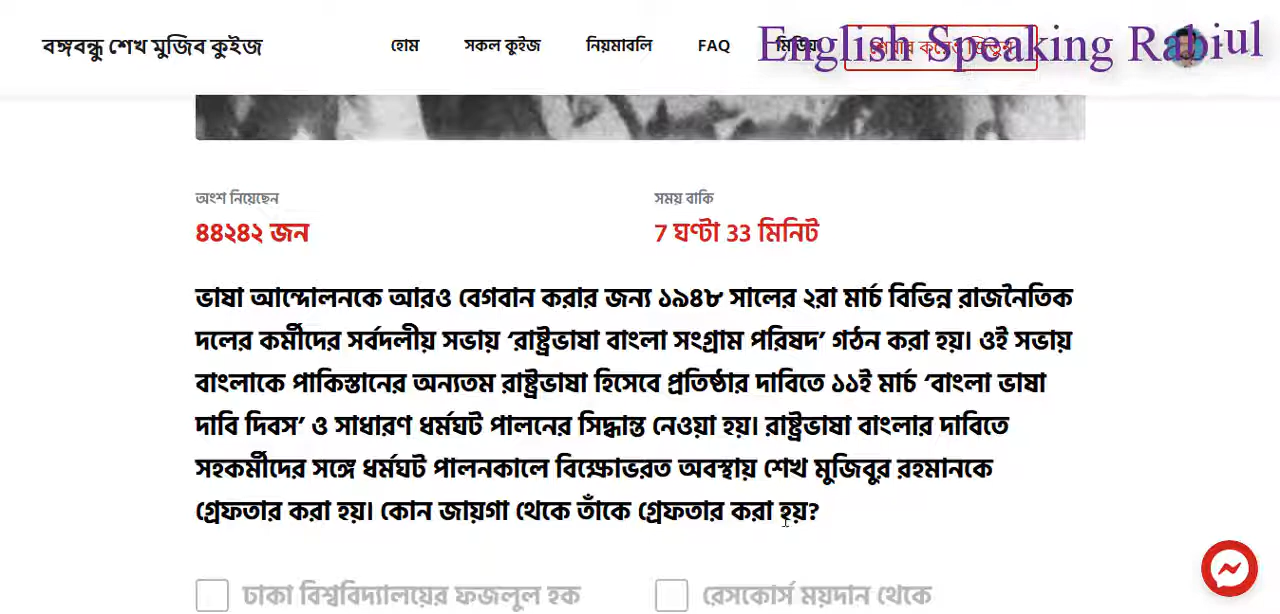 বঙ্গবন্ধু শেখ মুজিব কুইজ
হোম
সকল কুইজ
নিয়মাবলি
FAQ
মিডিয়া
English Speaking Rabiul
অংশ নিয়েছেন
সময় বাকি
৪৪২৪২ জন
7 ঘণ্টা 33 মিনিট
ভাষা আন্দোলনকে আরও বেগবান করার জন্য ১৯৪৮ সালের ২রা মার্চ বিভিন্ন রাজনৈতিক
দলের কর্মীদের সর্বদলীয় সভায় ‘রাষ্ট্রভাষা বাংলা সংগ্রাম পরিষদ’ গঠন করা হয়। ওই সভায়
বাংলাকে পাকিস্তানের অন্যতম রাষ্ট্রভাষা হিসেবে প্রতিষ্ঠার দাবিতে ১১ই মার্চ ‘বাংলা ভাষা
দাবি দিবস’ ও সাধারণ ধর্মঘট পালনের সিদ্ধান্ত নেওয়া হয়। রাষ্ট্রভাষা বাংলার দাবিতে
সহকর্মীদের সঙ্গে ধর্মঘট পালনকালে বিক্ষোভরত অবস্থায় শেখ মুজিবুর রহমানকে
গ্রেফতার করা হয়। কোন জায়গা থেকে তাঁকে গ্রেফতার করা হয়?
ঢাকা বিশ্ববিদ্যালয়ের ফজলুল হক
রেসকোর্স ময়দান থেকে